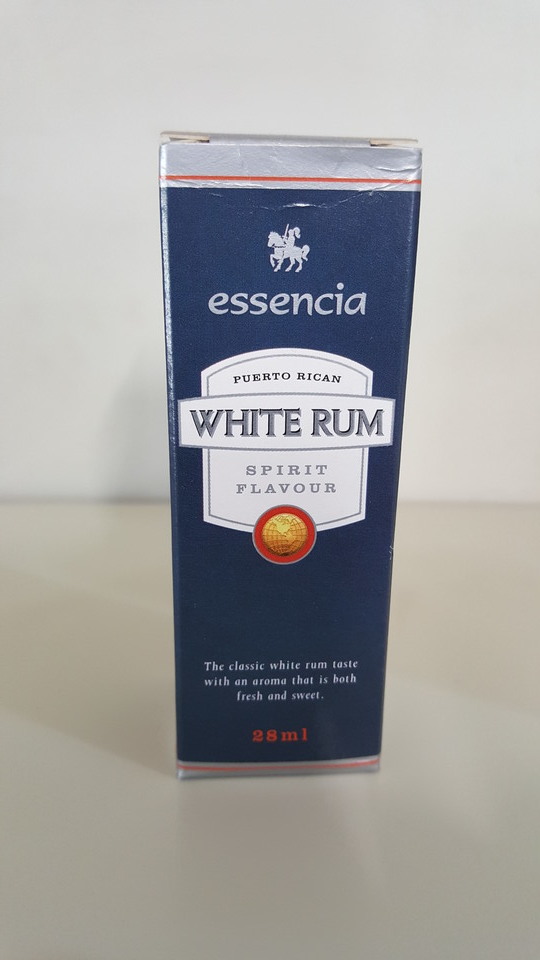 essencia
PUERTO RICAN
WHITE RUM
SPIRIT
FLAVOUR
The classic white rum taste
with an aroma that is both
fresh and sweet.
28ml